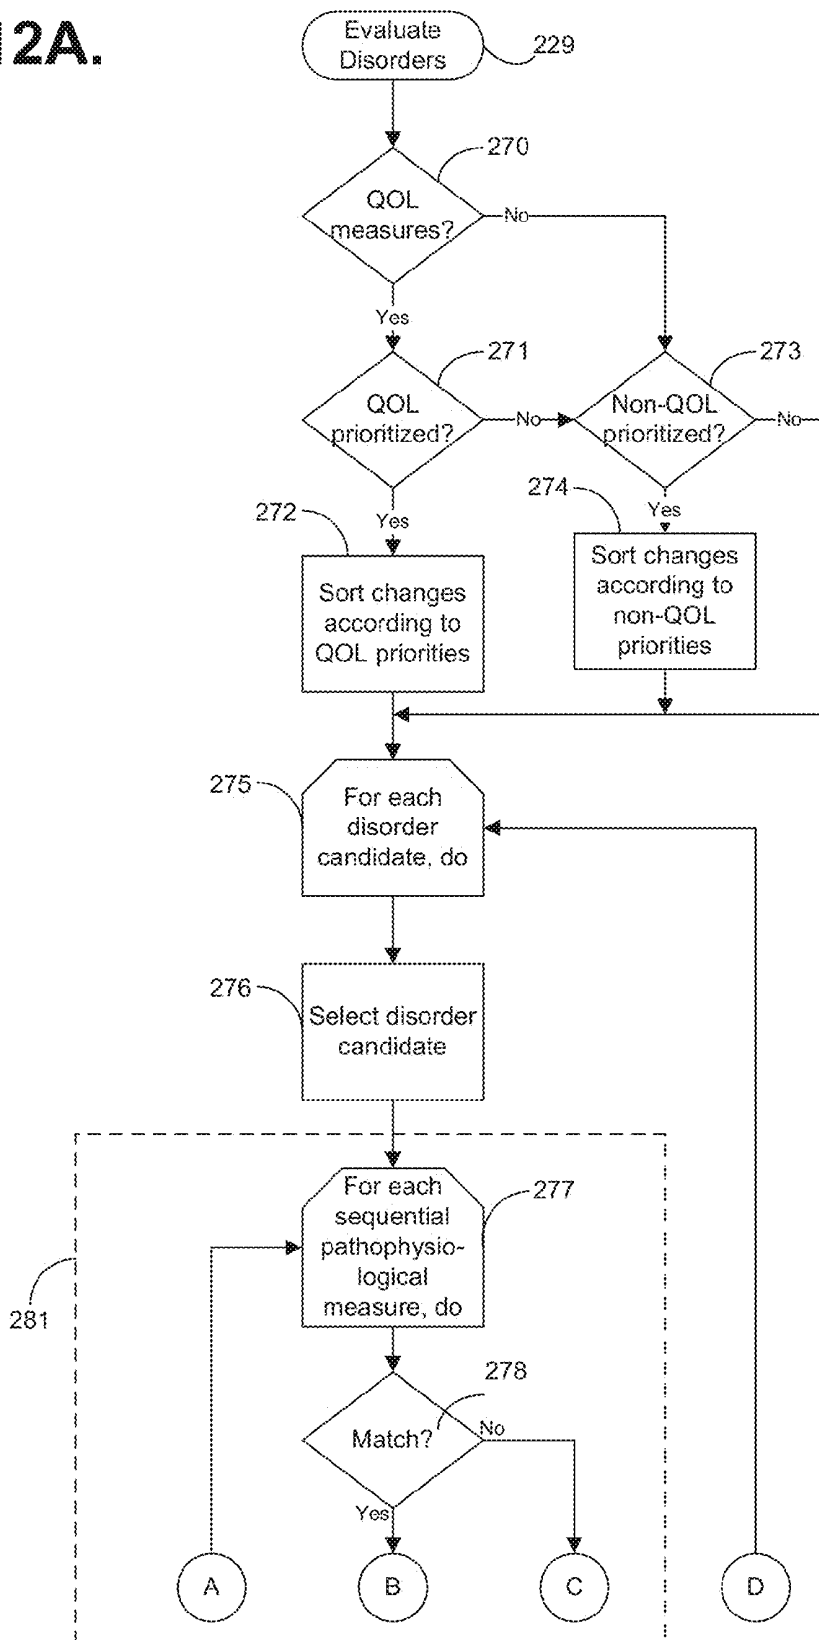 12A.
Evaluate
Disorders
229
270
QOL
measures?
No
Yes
271
273
QOL
prioritized?
No
Non-QOL
prioritized?
No
272
Yes
274
Yes
Sort changes
according to
QOL priorities
Sort changes
according to
non-QOL
priorities
275
For each
disorder
candidate, do
276
Select disorder
candidate
277
For each
sequential
pathophysio-
logical
measure, do
281
278
Match?
No
Yes
A
B
C
D